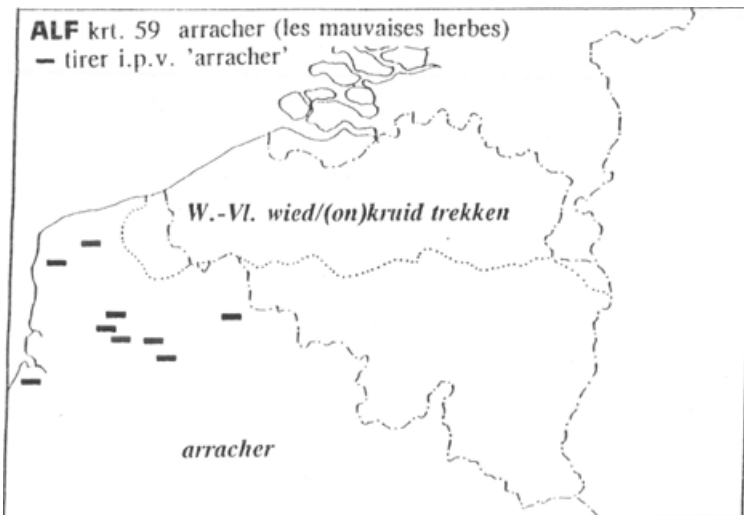 ALF krt. 59 arracher (les mauvaises herbes)
– tirer i.p.v. 'arracher'
W.-Vl. wied/(on)kruid trekken
arracher